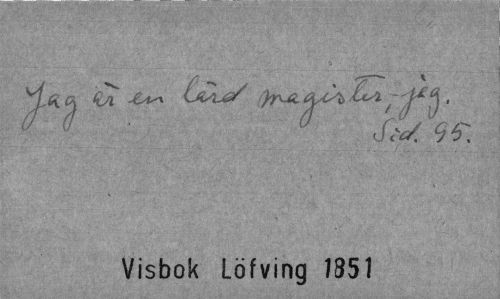 Jag är en lärd magister, jag.
Sid. 95.
Visbok Löfving 1851